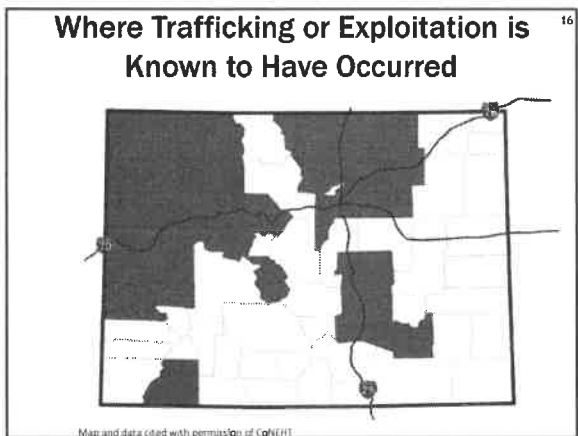 Where Trafficking or Exploitation is
Known to Have Occurred
16
Map and data cited with permission of CoNEHT